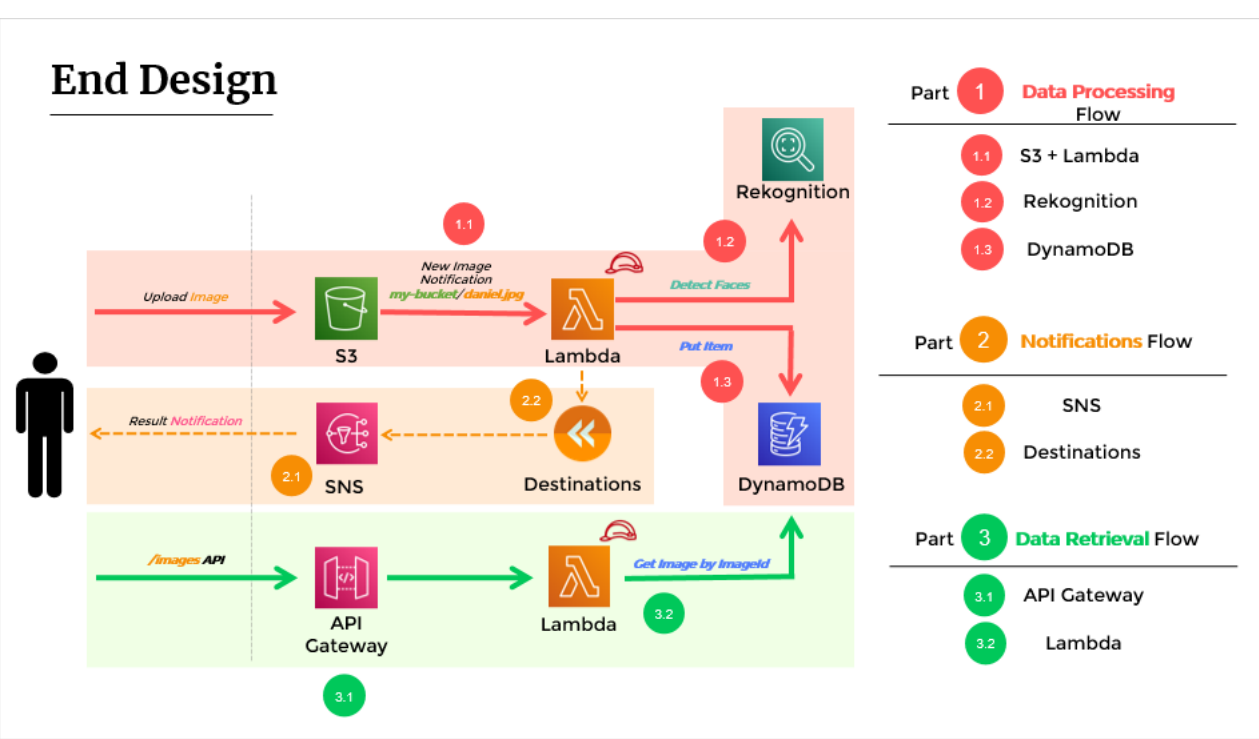 End Design
Part 1 Data Processing
Flow
1.1 S3 + Lambda
1.2 Rekognition
1.3 DynamoDB
Part 2 Notifications Flow
2.1 SNS
2.2 Destinations
Part 3 Data Retrieval Flow
3.1 API Gateway
3.2 Lambda
Rekognition
1.1
1.2
Upload Image
New Image
Notification
my-bucket/daniel.jpg
Detect Faces
S3
Lambda
Put Item
1.3
2.2
Result Notification
2.1
SNS
Destinations
DynamoDB
/images API
Get Image by ImageId
API
Gateway
Lambda
3.2
3.1